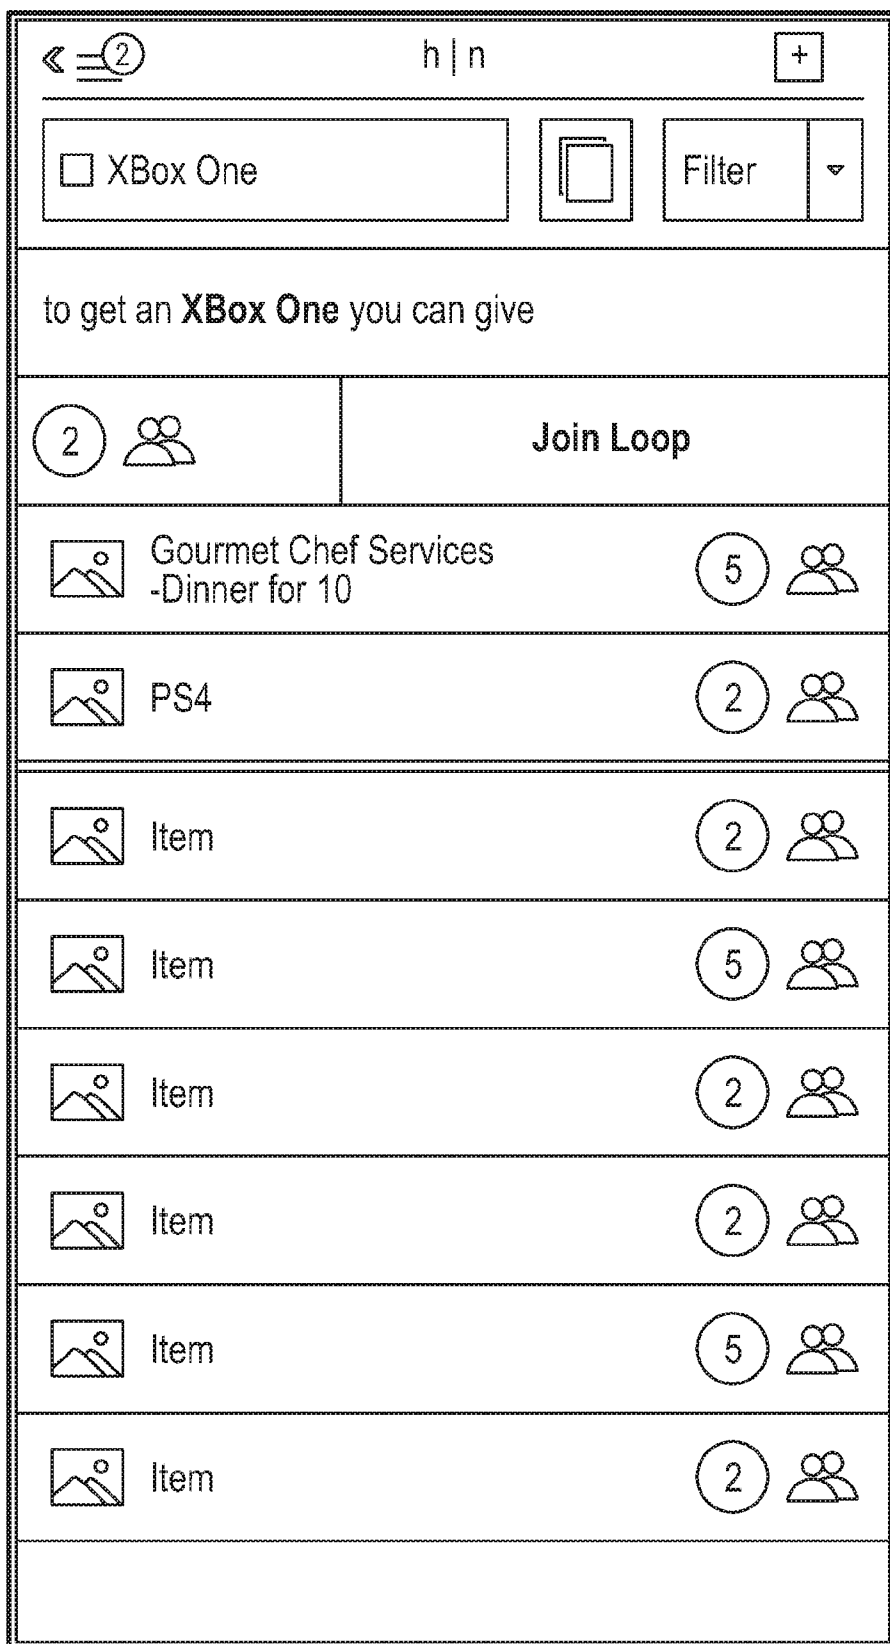 2
h | n
+
XBox One
Filter
to get an XBox One you can give
2
Join Loop
Gourmet Chef Services
-Dinner for 10
5
PS4
2
Item
2
Item
5
Item
2
Item
2
Item
5
Item
2